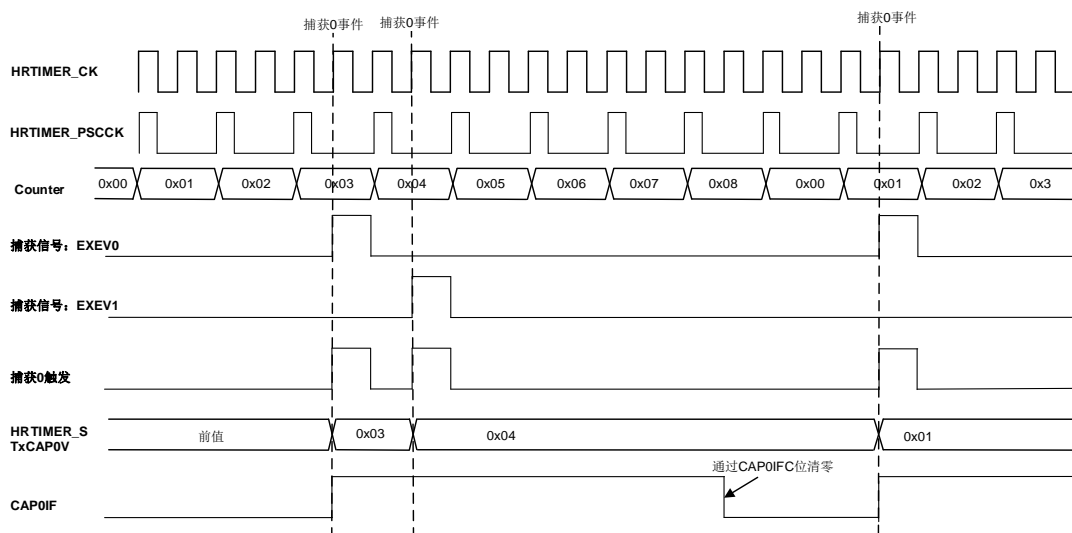 捕获0事件 捕获0事件 捕获0事件
HRTIMER_CK
HRTIMER_PSCCK
Counter 0x00 0x01 0x02 0x03 0x04 0x05 0x06 0x07 0x08 0x00 0x01 0x02 0x3
捕获信号：EXEV0
捕获信号：EXEV1
捕获0触发
HRTIMER_S
TxCAP0V
前值 0x03 0x04 0x01
通过CAP0IFC位清零
CAP0IF